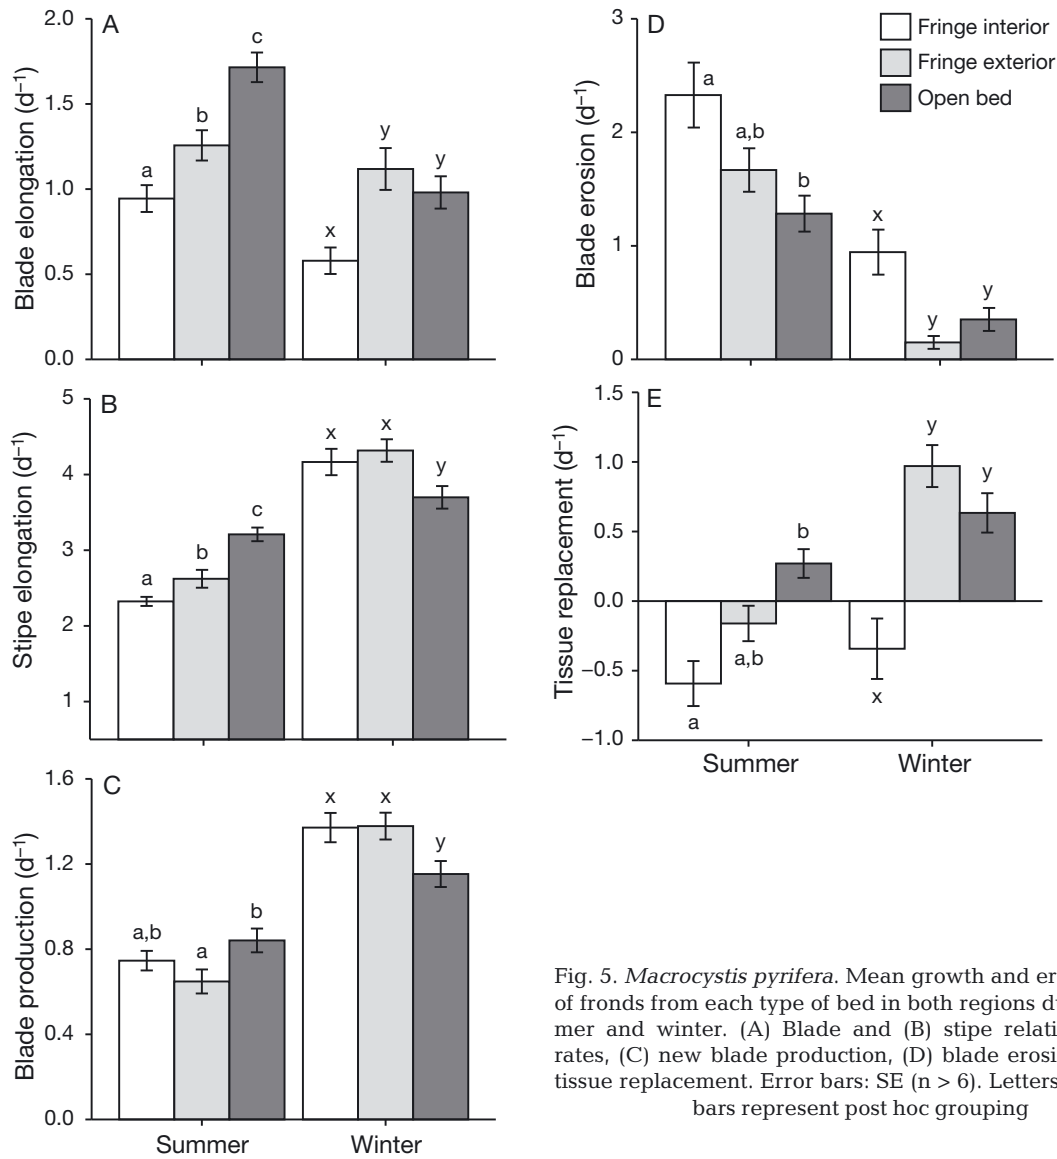 A
2.0
1.5
1.0
0.5
0.0
Blade elongation (d⁻¹)
a
b
c
x
y
y
B
5
4
3
2
1
Stipe elongation (d⁻¹)
a
b
c
x
x
y
C
1.6
1.2
0.8
0.4
0.0
Blade production (d⁻¹)
a,b
a
b
x
x
y
Summer
Winter
D
3
2
1
0
Blade erosion (d⁻¹)
a
a,b
b
x
y
y
Fringe interior
Fringe exterior
Open bed
E
1.5
1.0
0.5
0.0
−0.5
−1.0
Tissue replacement (d⁻¹)
a
a,b
b
x
y
y
Summer
Winter
Fig. 5. Macrocystis pyrifera. Mean growth and er
of fronds from each type of bed in both regions d
mer and winter. (A) Blade and (B) stipe relati
rates, (C) new blade production, (D) blade erosi
tissue replacement. Error bars: SE (n > 6). Letters
bars represent post hoc grouping